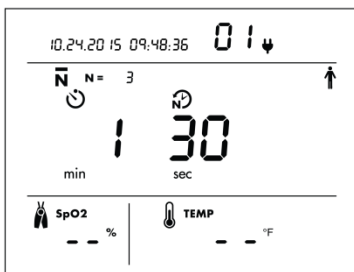 10.24.2015 09:48:36 01
N N = 3
N
1 30
min sec
SpO2 TEMP
-- % -- °F